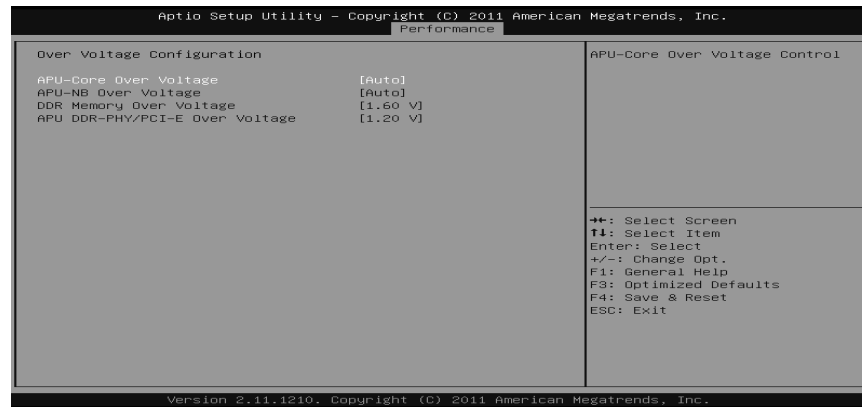 Aptio Setup Utility – Copyright (C) 2011 American Megatrends, Inc.
Performance
Over Voltage Configuration
APU-Core Over Voltage [Auto]
APU-NB Over Voltage [Auto]
DDR Memory Over Voltage [1.60 V]
APU DDR-PHY/PCI-E Over Voltage [1.20 V]
APU-Core Over Voltage Control
→←: Select Screen
↑↓: Select Item
Enter: Select
+/-: Change Opt.
F1: General Help
F3: Optimized Defaults
F4: Save & Reset
ESC: Exit
Version 2.11.1210. Copyright (C) 2011 American Megatrends, Inc.